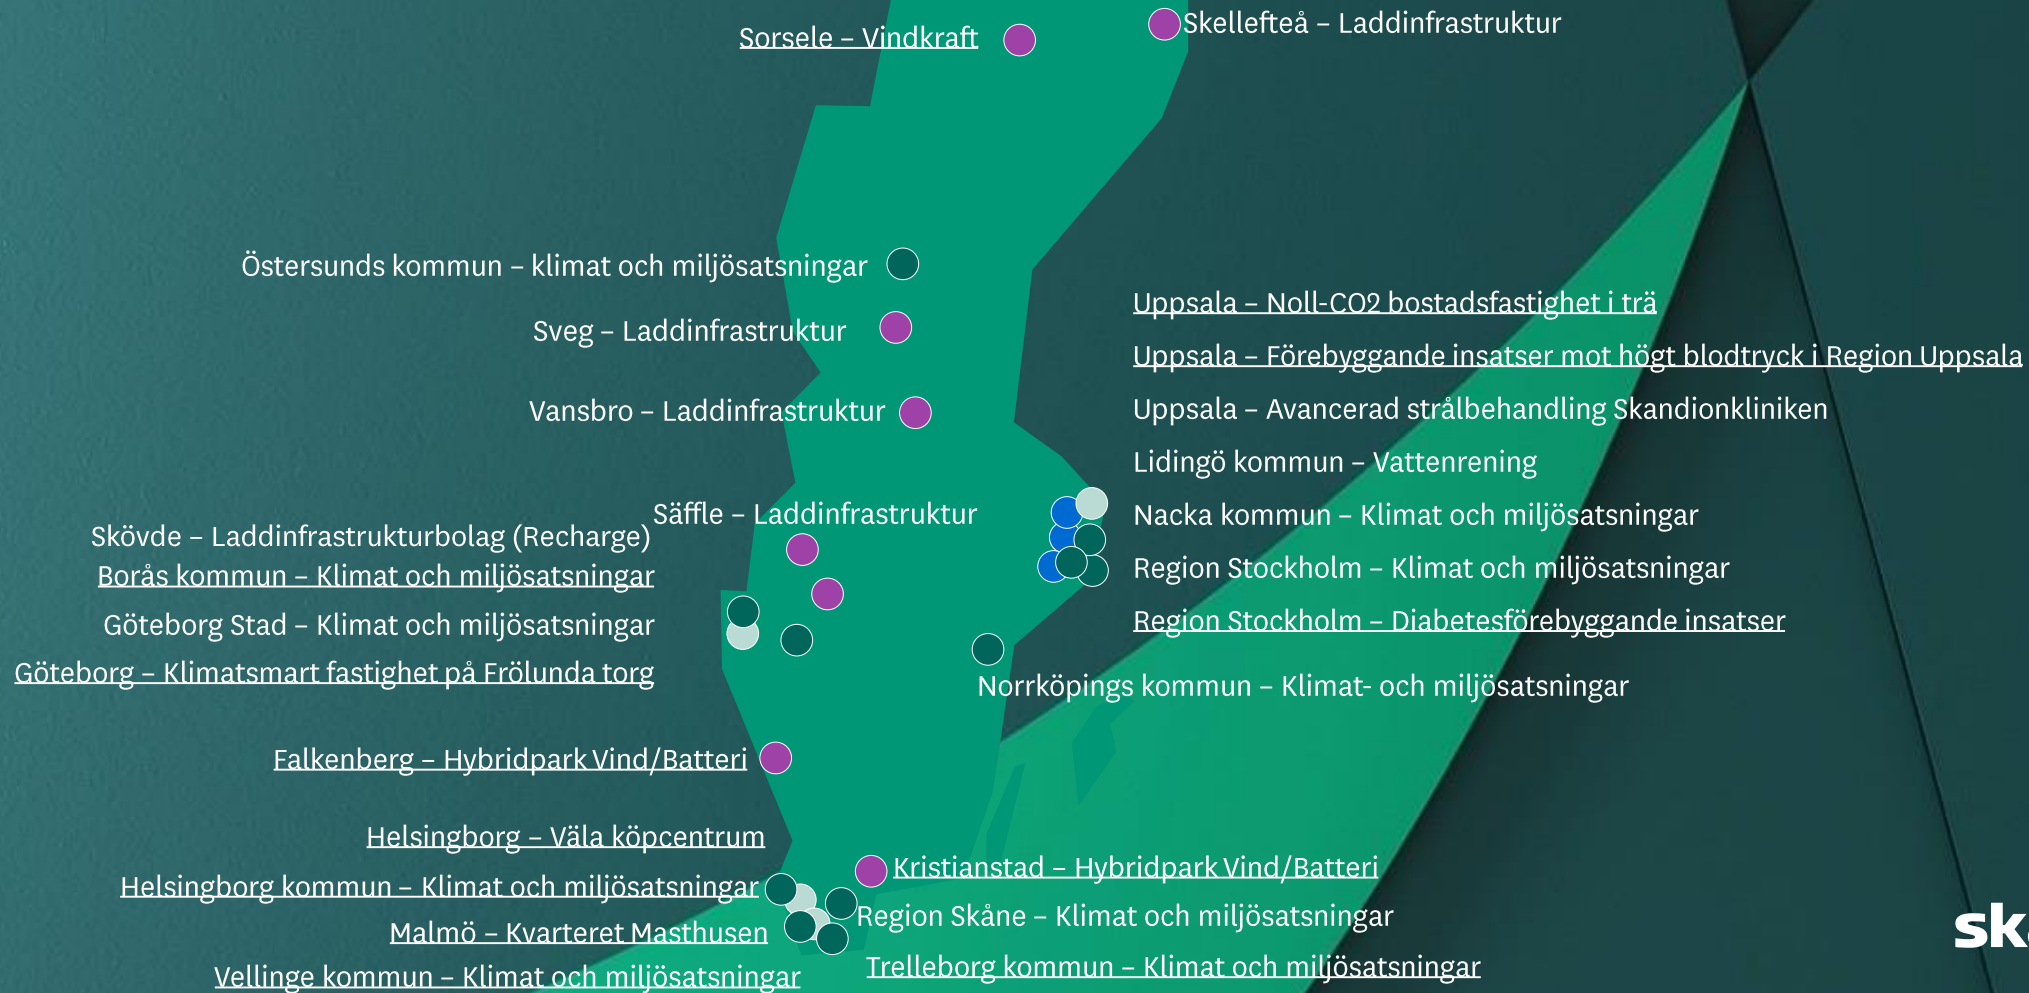 Sorsele – Vindkraft
Skellefteå – Laddinfrastruktur
Östersunds kommun – klimat och miljösatsningar
Sveg – Laddinfrastruktur
Vansbro – Laddinfrastruktur
Säffle – Laddinfrastruktur
Skövde – Laddinfrastrukturbolag (Recharge)
Borås kommun – Klimat och miljösatsningar
Göteborg Stad – Klimat och miljösatsningar
Göteborg – Klimatsmart fastighet på Frölunda torg
Uppsala – Noll-CO2 bostadsfastighet i trä
Uppsala – Förebyggande insatser mot högt blodtryck i Region Uppsala
Uppsala – Avancerad strålbehandling Skandionkliniken
Lidingö kommun – Vattenrening
Nacka kommun – Klimat och miljösatsningar
Region Stockholm – Klimat och miljösatsningar
Region Stockholm – Diabetesförebyggande insatser
Norrköpings kommun – Klimat- och miljösatsningar
Falkenberg – Hybridpark Vind/Batteri
Helsingborg – Väla köpcentrum
Helsingborg kommun – Klimat och miljösatsningar
Malmö – Kvarteret Masthusen
Vellinge kommun – Klimat och miljösatsningar
Kristianstad – Hybridpark Vind/Batteri
Region Skåne – Klimat och miljösatsningar
Trelleborg kommun – Klimat och miljösatsningar